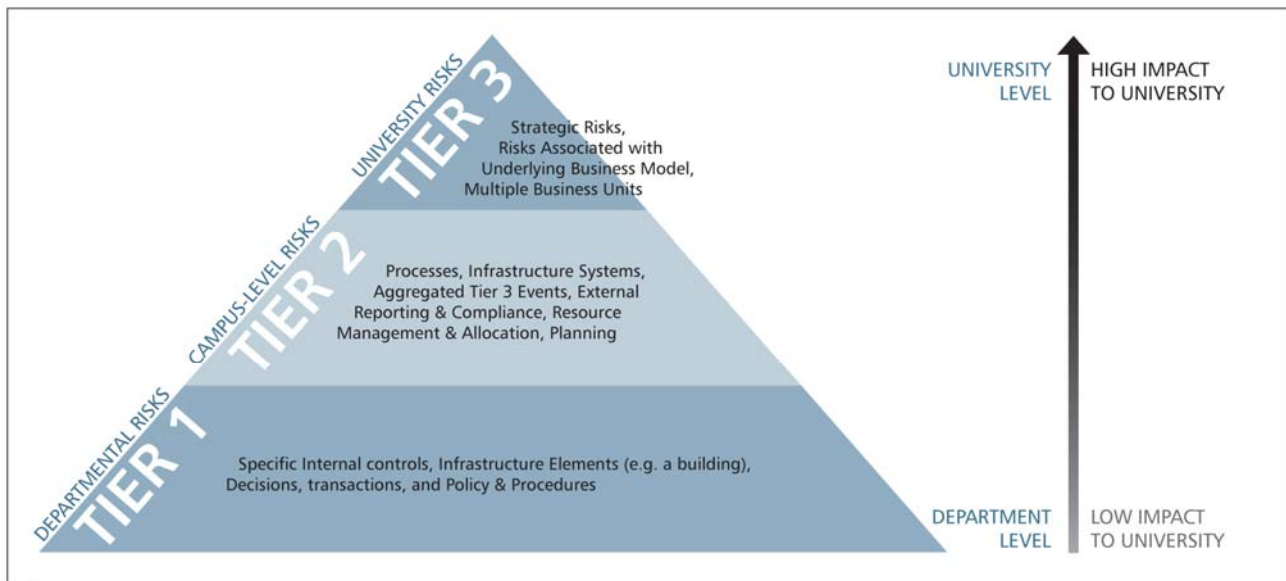 UNIVERSITY RISKS
TIER 3
Strategic Risks,
Risks Associated with
Underlying Business Model,
Multiple Business Units
CAMPUS-LEVEL RISKS
TIER 2
Processes, Infrastructure Systems,
Aggregated Tier 3 Events, External
Reporting & Compliance, Resource
Management & Allocation, Planning
DEPARTMENTAL RISKS
TIER 1
Specific Internal controls, Infrastructure Elements (e.g. a building),
Decisions, transactions, and Policy & Procedures
UNIVERSITY
LEVEL
HIGH IMPACT
TO UNIVERSITY
DEPARTMENT
LEVEL
LOW IMPACT
TO UNIVERSITY